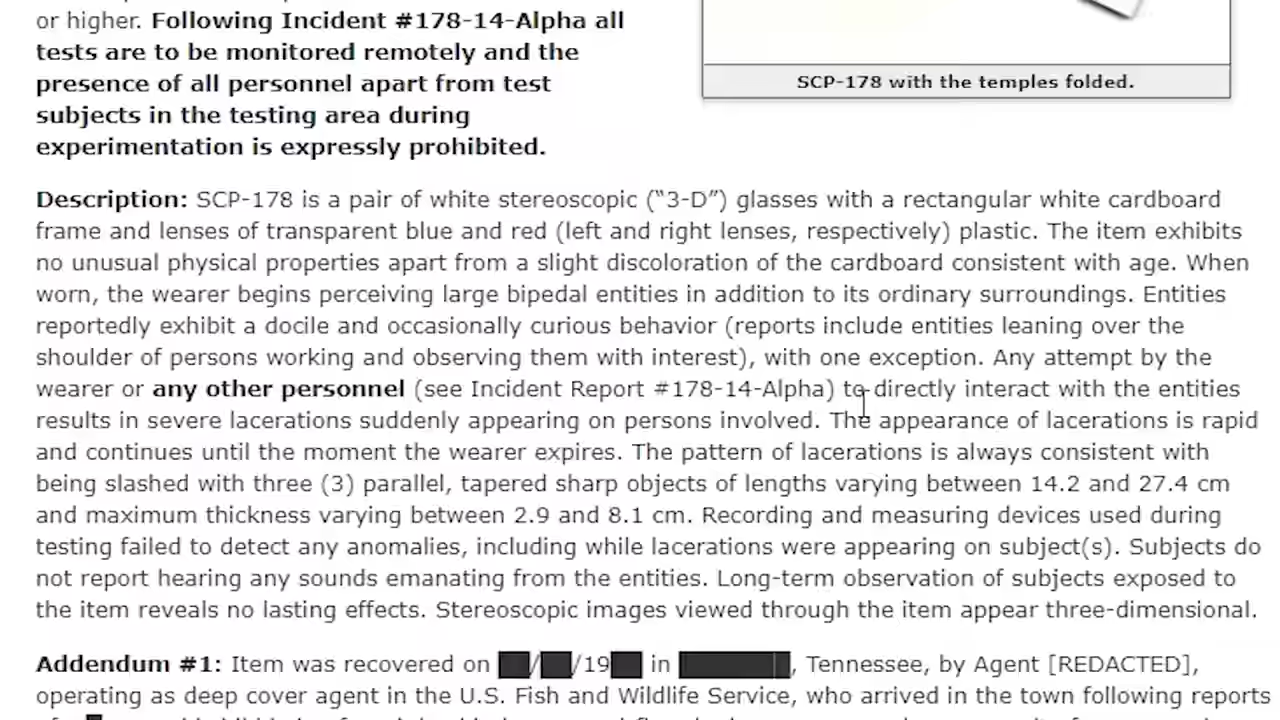 or higher. Following Incident #178-14-Alpha all
tests are to be monitored remotely and the
presence of all personnel apart from test
subjects in the testing area during
experimentation is expressly prohibited.
SCP-178 with the temples folded.
Description: SCP-178 is a pair of white stereoscopic (“3-D”) glasses with a rectangular white cardboard
frame and lenses of transparent blue and red (left and right lenses, respectively) plastic. The item exhibits
no unusual physical properties apart from a slight discoloration of the cardboard consistent with age. When
worn, the wearer begins perceiving large bipedal entities in addition to its ordinary surroundings. Entities
reportedly exhibit a docile and occasionally curious behavior (reports include entities leaning over the
shoulder of persons working and observing them with interest), with one exception. Any attempt by the
wearer or any other personnel (see Incident Report #178-14-Alpha) to directly interact with the entities
results in severe lacerations suddenly appearing on persons involved. The appearance of lacerations is rapid
and continues until the moment the wearer expires. The pattern of lacerations is always consistent with
being slashed with three (3) parallel, tapered sharp objects of lengths varying between 14.2 and 27.4 cm
and maximum thickness varying between 2.9 and 8.1 cm. Recording and measuring devices used during
testing failed to detect any anomalies, including while lacerations were appearing on subject(s). Subjects do
not report hearing any sounds emanating from the entities. Long-term observation of subjects exposed to
the item reveals no lasting effects. Stereoscopic images viewed through the item appear three-dimensional.
Addendum #1: Item was recovered on ██/██/19██ in ███████, Tennessee, by Agent [REDACTED],
operating as deep cover agent in the U.S. Fish and Wildlife Service, who arrived in the town following reports